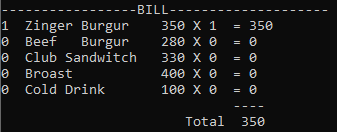 -----------------BILL--------------------
1  Zinger Burgur    350 X 1  = 350
0  Beef   Burgur    280 X 0  = 0
0  Club Sandwitch   330 X 0  = 0
0  Broast           400 X 0  = 0
0  Cold Drink       100 X 0  = 0
                             ----
                       Total  350